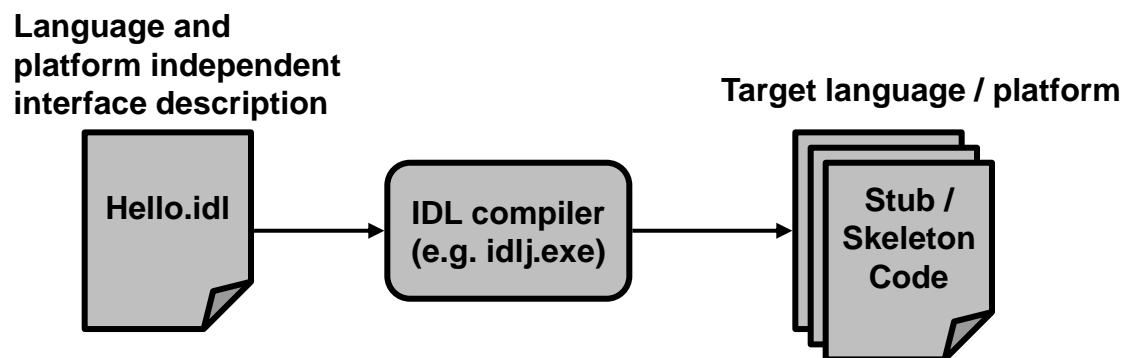 Language and
platform independent
interface description
Target language / platform
Hello.idl
IDL compiler
(e.g. idlj.exe)
Stub /
Skeleton
Code